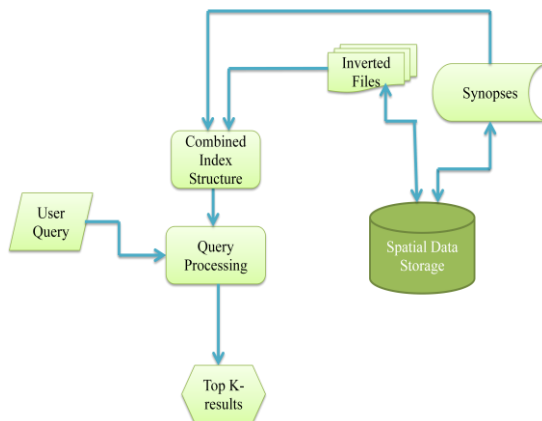 Inverted
Files
Synopses
Combined
Index
Structure
User
Query
Query
Processing
Spatial Data
Storage
Top K-
results